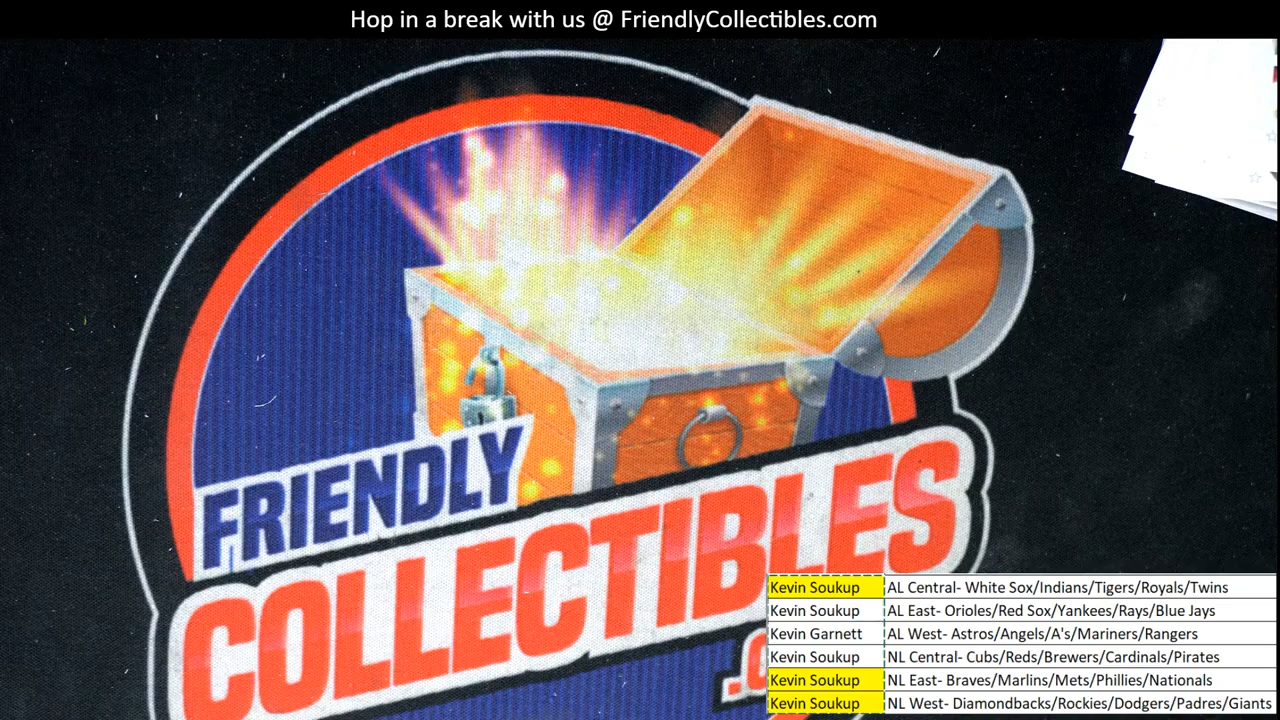 Hop in a break with us @ FriendlyCollectibles.com
FRIENDLY
COLLECTIBLES
Kevin Soukup AL Central- White Sox/Indians/Tigers/Royals/Twins
Kevin Soukup AL East- Orioles/Red Sox/Yankees/Rays/Blue Jays
Kevin Garnett AL West- Astros/Angels/A's/Mariners/Rangers
Kevin Soukup NL Central- Cubs/Reds/Brewers/Cardinals/Pirates
Kevin Soukup NL East- Braves/Marlins/Mets/Phillies/Nationals
Kevin Soukup NL West- Diamondbacks/Rockies/Dodgers/Padres/Giants